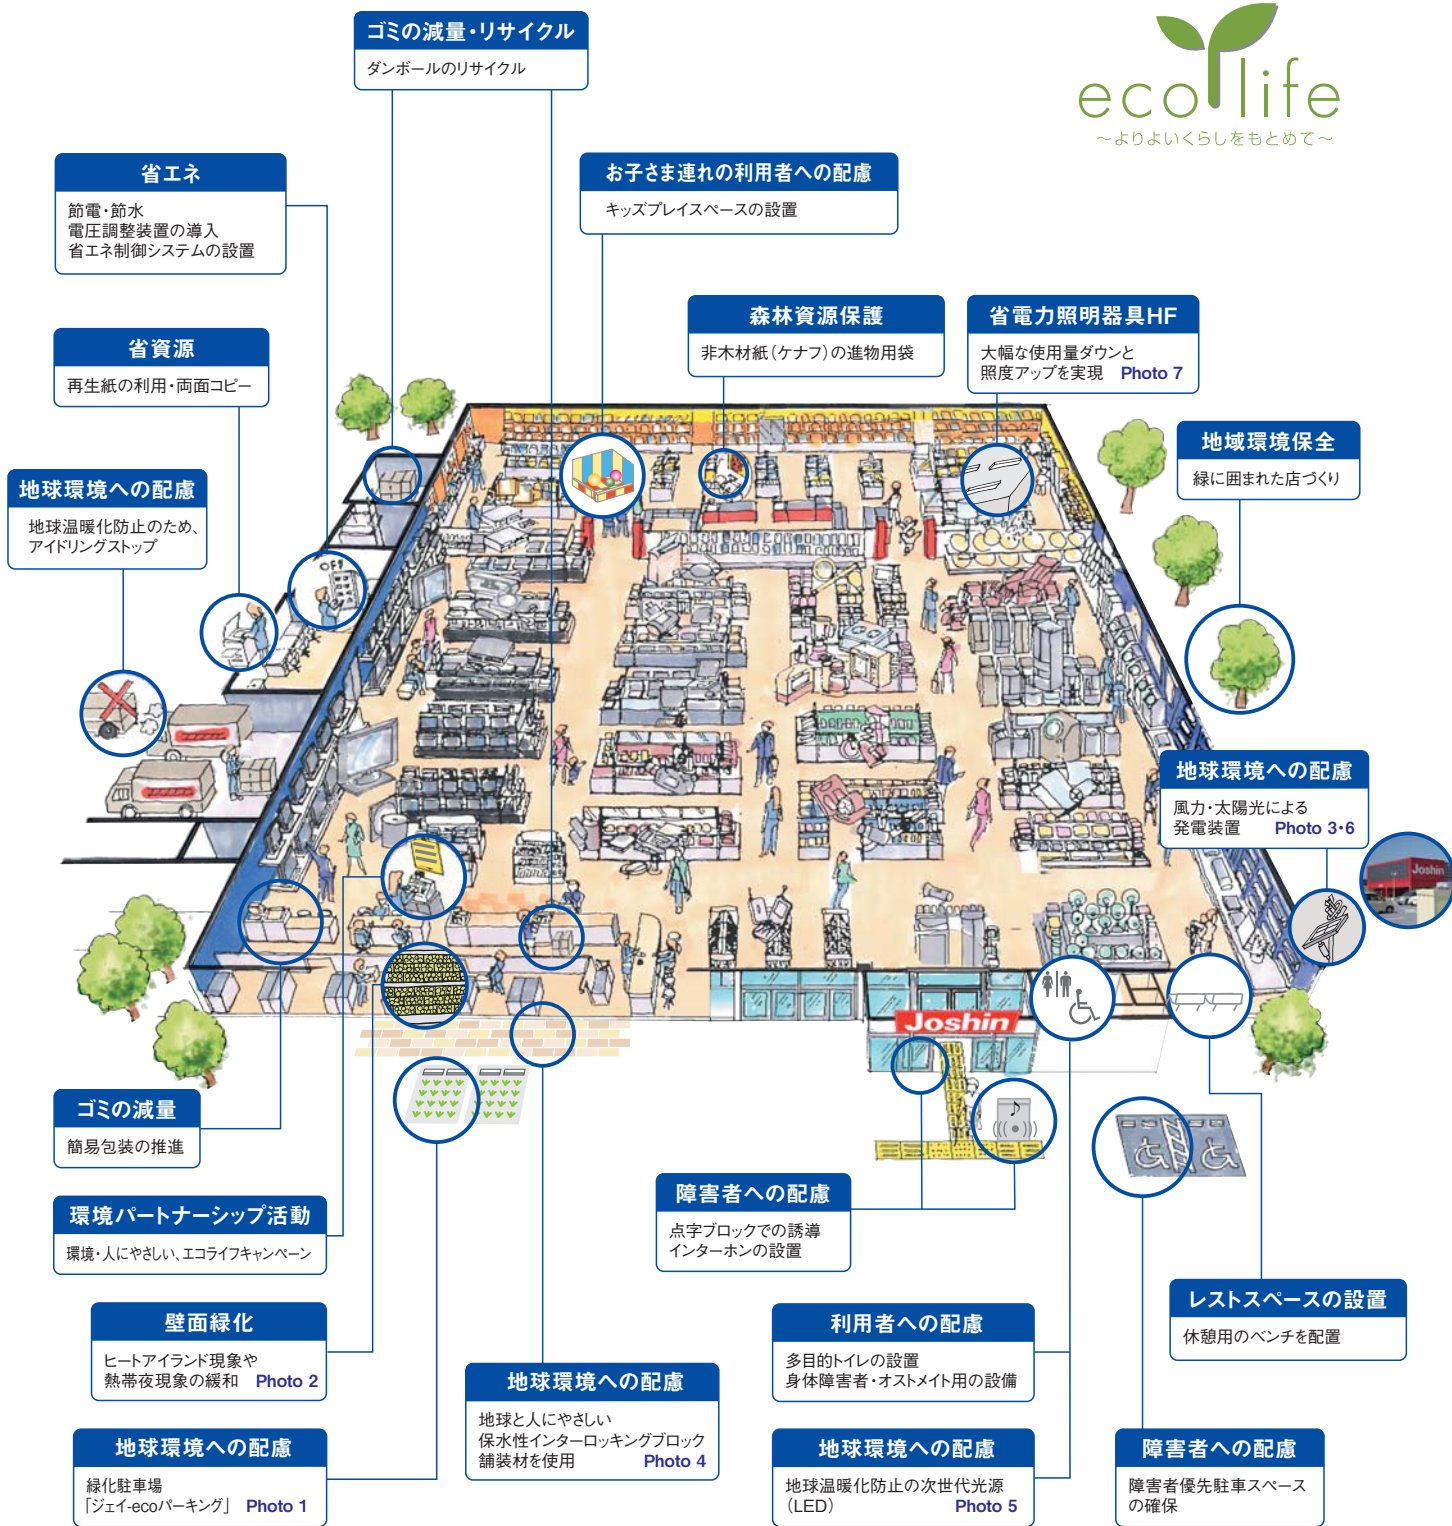 ゴミの減量・リサイクル
ダンボールのリサイクル
eco life
～よりよいくらしをもとめて～
省エネ
節電・節水
電圧調整装置の導入
省エネ制御システムの設置
お子さま連れの利用者への配慮
キッズプレイスペースの設置
森林資源保護
非木材紙(ケナフ)の進物用袋
省電力照明器具HF
大幅な使用量ダウンと
照度アップを実現 Photo 7
省資源
再生紙の利用・両面コピー
地域環境保全
緑に囲まれた店づくり
地球環境への配慮
地球温暖化防止のため、
アイドリングストップ
OFF
地球環境への配慮
風力・太陽光による
発電装置 Photo 3・6
Joshin
Joshin
ゴミの減量
簡易包装の推進
障害者への配慮
点字ブロックでの誘導
インターホンの設置
環境パートナーシップ活動
環境・人にやさしい、エコライフキャンペーン
レストスペースの設置
休憩用のベンチを配置
壁面緑化
ヒートアイランド現象や
熱帯夜現象の緩和 Photo 2
利用者への配慮
多目的トイレの設置
身体障害者・オストメイト用の設備
地球環境への配慮
地球と人にやさしい
保水性インターロッキングブロック
舗装材を使用 Photo 4
地球環境への配慮
緑化駐車場
「ジェイ-ecoパーキング」 Photo 1
地球環境への配慮
地球温暖化防止の次世代光源
(LED) Photo 5
障害者への配慮
障害者優先駐車スペース
の確保